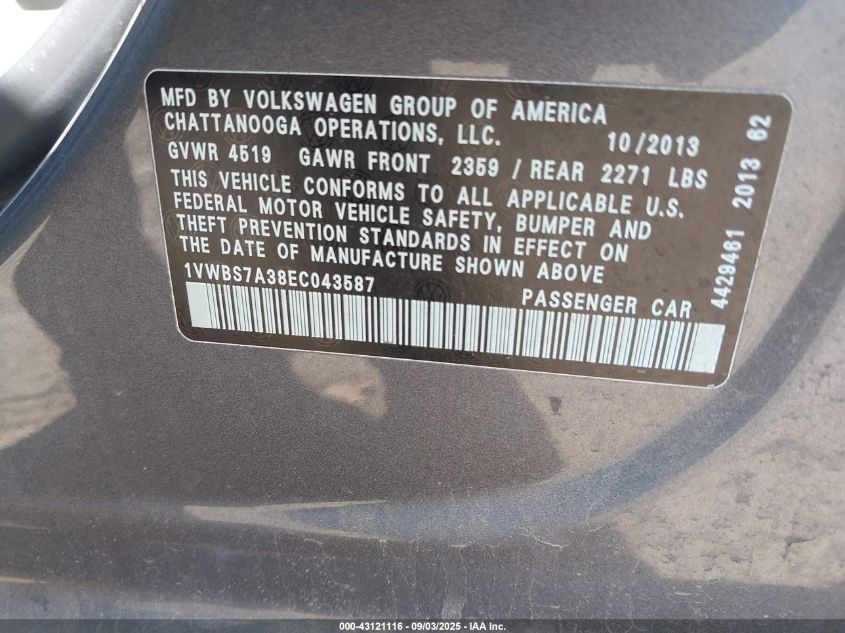 MFD BY VOLKSWAGEN GROUP OF AMERICA
CHATTANOOGA OPERATIONS, LLC. 10/2013
GVWR 4519 GAWR FRONT 2359 / REAR 2271 LBS
THIS VEHICLE CONFORMS TO ALL APPLICABLE U.S.
FEDERAL MOTOR VEHICLE SAFETY, BUMPER AND
THEFT PREVENTION STANDARDS IN EFFECT ON
THE DATE OF MANUFACTURE SHOWN ABOVE
1VWBS7A38EC043587 PASSENGER CAR
4429461 2013 62
000-43121116 - 09/03/2025 - IAA Inc.